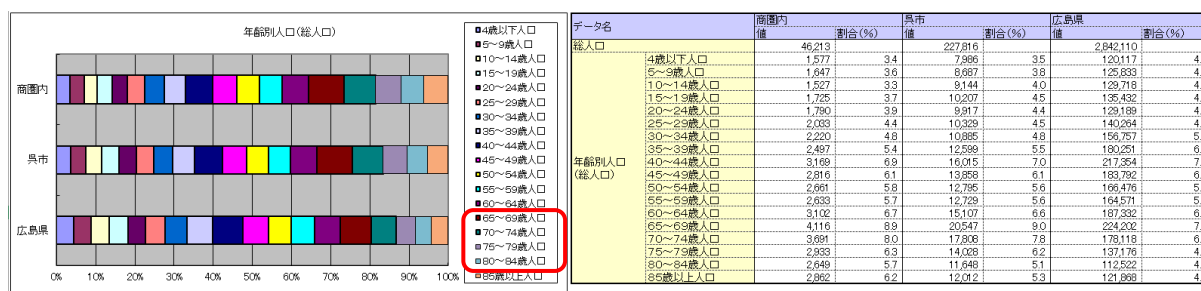 年齢別人口(総人口)
商圏内
呉市
広島県
0% 10% 20% 30% 40% 50% 60% 70% 80% 90% 100%
4歳以下人口
5～9歳人口
10～14歳人口
15～19歳人口
20～24歳人口
25～29歳人口
30～34歳人口
35～39歳人口
40～44歳人口
45～49歳人口
50～54歳人口
55～59歳人口
60～64歳人口
65～69歳人口
70～74歳人口
75～79歳人口
80～84歳人口
85歳以上人口
データ名 商圏内 呉市 広島県
値 割合(%) 値 割合(%) 値 割合(%)
総人口 46,213 227,816 2,842,110
年齢別人口
(総人口)
4歳以下人口 1,577 3.4 7,986 3.5 120,117 4.
5～9歳人口 1,647 3.6 8,687 3.8 125,833 4.
10～14歳人口 1,527 3.3 9,144 4.0 129,718 4.
15～19歳人口 1,725 3.7 10,207 4.5 135,432 4.
20～24歳人口 1,790 3.9 9,917 4.4 129,189 4.
25～29歳人口 2,033 4.4 10,329 4.5 140,264 4.
30～34歳人口 2,220 4.8 10,885 4.8 156,757 5.
35～39歳人口 2,497 5.4 12,599 5.5 180,251 6.
40～44歳人口 3,169 6.9 16,015 7.0 217,354 7.
45～49歳人口 2,816 6.1 13,858 6.1 183,792 6.
50～54歳人口 2,661 5.8 12,795 5.6 166,476 5.
55～59歳人口 2,633 5.7 12,729 5.6 164,571 5.
60～64歳人口 3,102 6.7 15,107 6.6 187,332 6.
65～69歳人口 4,116 8.9 20,547 9.0 224,202 7.
70～74歳人口 3,691 8.0 17,808 7.8 178,118 6.
75～79歳人口 2,933 6.3 14,028 6.2 137,176 4.
80～84歳人口 2,649 5.7 11,648 5.1 112,522 4.
85歳以上人口 2,862 6.2 12,012 5.3 121,868 4.